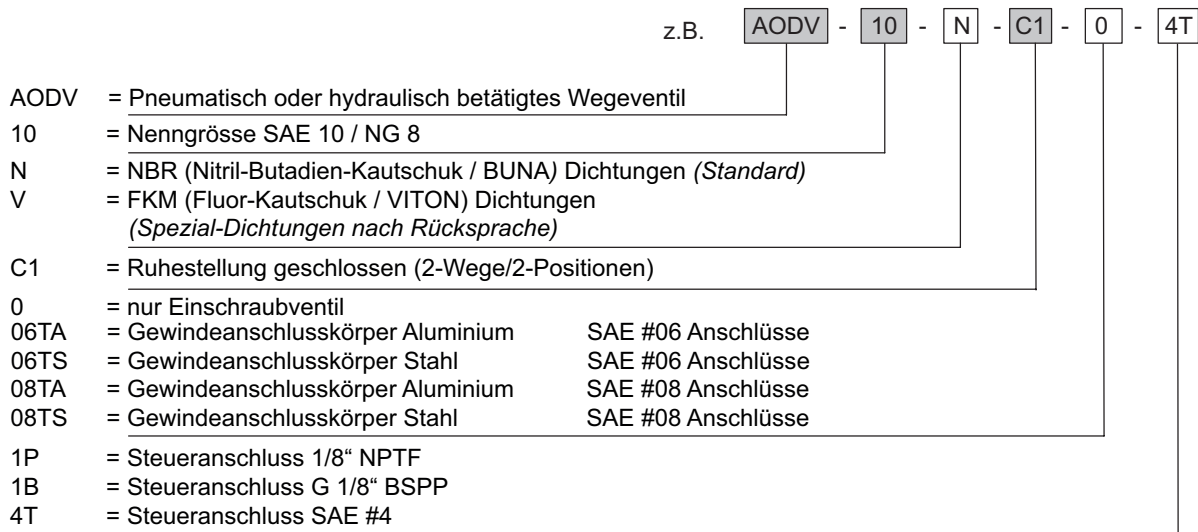 z.B. AODV - 10 - N - C1 - 0 - 4T
AODV = Pneumatisch oder hydraulisch betätigtes Wegeventil
10 = Nenngrösse SAE 10 / NG 8
N = NBR (Nitril-Butadien-Kautschuk / BUNA) Dichtungen (Standard)
V = FKM (Fluor-Kautschuk / VITON) Dichtungen
(Spezial-Dichtungen nach Rücksprache)
C1 = Ruhestellung geschlossen (2-Wege/2-Positionen)
0 = nur Einschraubventil
06TA = Gewindeanschlusskörper Aluminium SAE #06 Anschlüsse
06TS = Gewindeanschlusskörper Stahl SAE #06 Anschlüsse
08TA = Gewindeanschlusskörper Aluminium SAE #08 Anschlüsse
08TS = Gewindeanschlusskörper Stahl SAE #08 Anschlüsse
1P = Steueranschluss 1/8“ NPTF
1B = Steueranschluss G 1/8“ BSPP
4T = Steueranschluss SAE #4